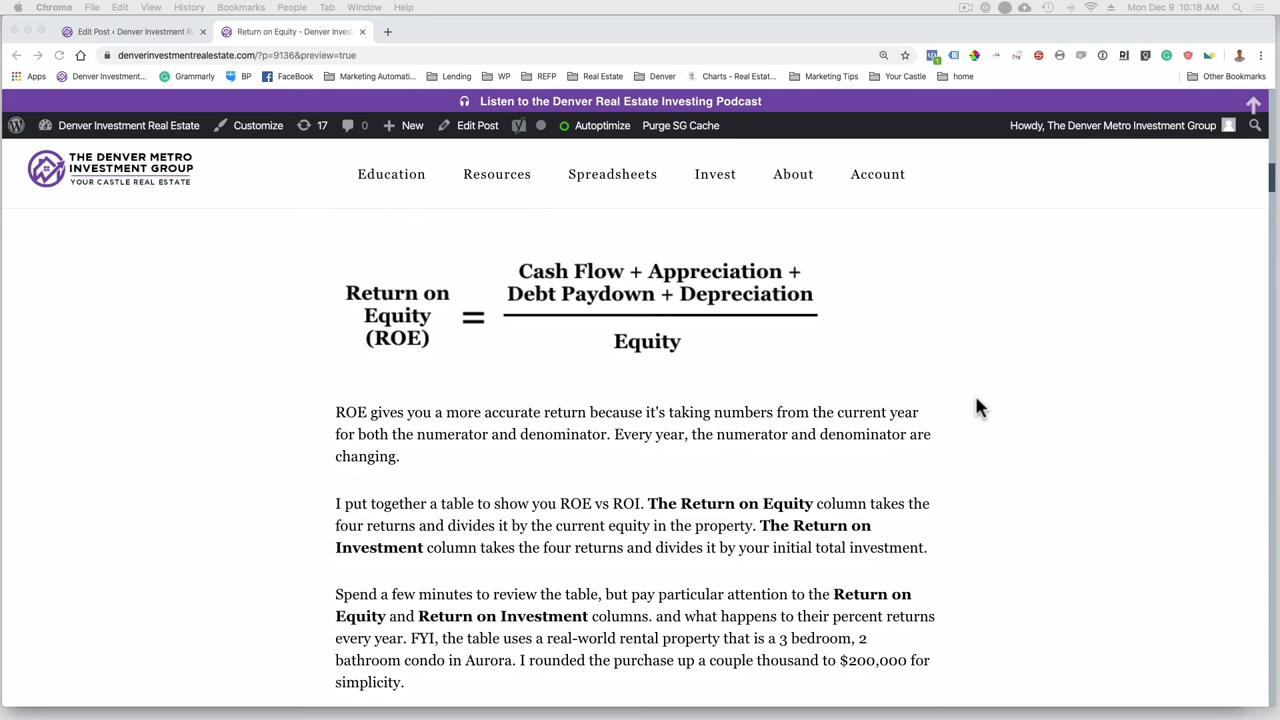 Chrome File Edit View History Bookmarks People Tab Window Help
Mon Dec 9 10:18 AM
Edit Post ‹ Denver Investment R
Return on Equity - Denver Inves
denverinvestmentrealestate.com/?p=9136&preview=true
Apps Denver Investment... Grammarly BP FaceBook Marketing Automati... Lending WP REFP Real Estate Denver Charts - Real Estat... Marketing Tips Your Castle home Other Bookmarks
Listen to the Denver Real Estate Investing Podcast
Denver Investment Real Estate Customize 17 0 New Edit Post Autoptimize Purge SG Cache Howdy, The Denver Metro Investment Group
THE DENVER METRO
INVESTMENT GROUP
YOUR CASTLE REAL ESTATE
Education Resources Spreadsheets Invest About Account
Return on
Equity
(ROE)
=
Cash Flow + Appreciation +
Debt Paydown + Depreciation
Equity
ROE gives you a more accurate return because it's taking numbers from the current year
for both the numerator and denominator. Every year, the numerator and denominator are
changing.
I put together a table to show you ROE vs ROI. The Return on Equity column takes the
four returns and divides it by the current equity in the property. The Return on
Investment column takes the four returns and divides it by your initial total investment.
Spend a few minutes to review the table, but pay particular attention to the Return on
Equity and Return on Investment columns. and what happens to their percent returns
every year. FYI, the table uses a real-world rental property that is a 3 bedroom, 2
bathroom condo in Aurora. I rounded the purchase up a couple thousand to $200,000 for
simplicity.